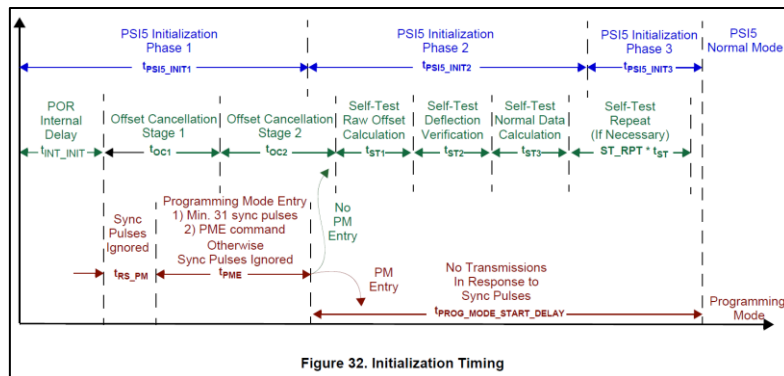 PSI5 Initialization
Phase 1
tPSI5_INIT1
PSI5 Initialization
Phase 2
tPSI5_INIT2
PSI5 Initialization
Phase 3
tPSI5_INIT3
PSI5
Normal Mode
POR
Internal
Delay
tINT_INIT
Offset Cancellation
Stage 1
tOC1
Offset Cancellation
Stage 2
tOC2
Self-Test
Raw Offset
Calculation
tST1
Self-Test
Deflection
Verification
tST2
Self-Test
Normal Data
Calculation
tST3
Self-Test
Repeat
(If Necessary)
ST_RPT * tST
Sync
Pulses
Ignored
tRS_PM
Programming Mode Entry
1) Min. 31 sync pulses
2) PME command
Otherwise
Sync Pulses Ignored
tPME
No
PM
Entry
PM
Entry
No Transmissions
In Response to
Sync Pulses
tPROG_MODE_START_DELAY
Programming
Mode
Figure 32. Initialization Timing